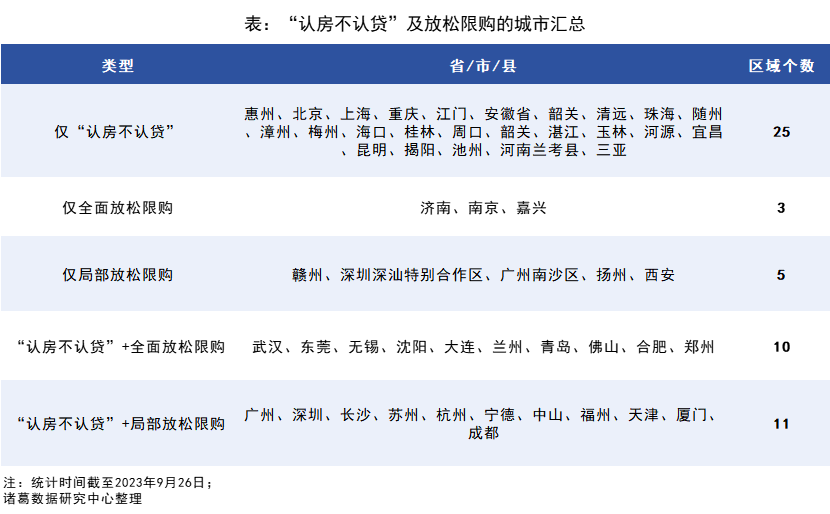 表：“认房不认贷”及放松限购的城市汇总
类型 省/市/县 区域个数
仅“认房不认贷”
惠州、北京、上海、重庆、江门、安徽省、韶关、清远、珠海、随州
、漳州、梅州、海口、桂林、周口、韶关、湛江、玉林、河源、宜昌
、昆明、揭阳、池州、河南兰考县、三亚
25
仅全面放松限购 济南、南京、嘉兴 3
仅局部放松限购 赣州、深圳深汕特别合作区、广州南沙区、扬州、西安 5
“认房不认贷”+全面放松限购 武汉、东莞、无锡、沈阳、大连、兰州、青岛、佛山、合肥、郑州 10
“认房不认贷”+局部放松限购
广州、深圳、长沙、苏州、杭州、宁德、中山、福州、天津、厦门、
成都
11
注：统计时间截至2023年9月26日；
诸葛数据研究中心整理